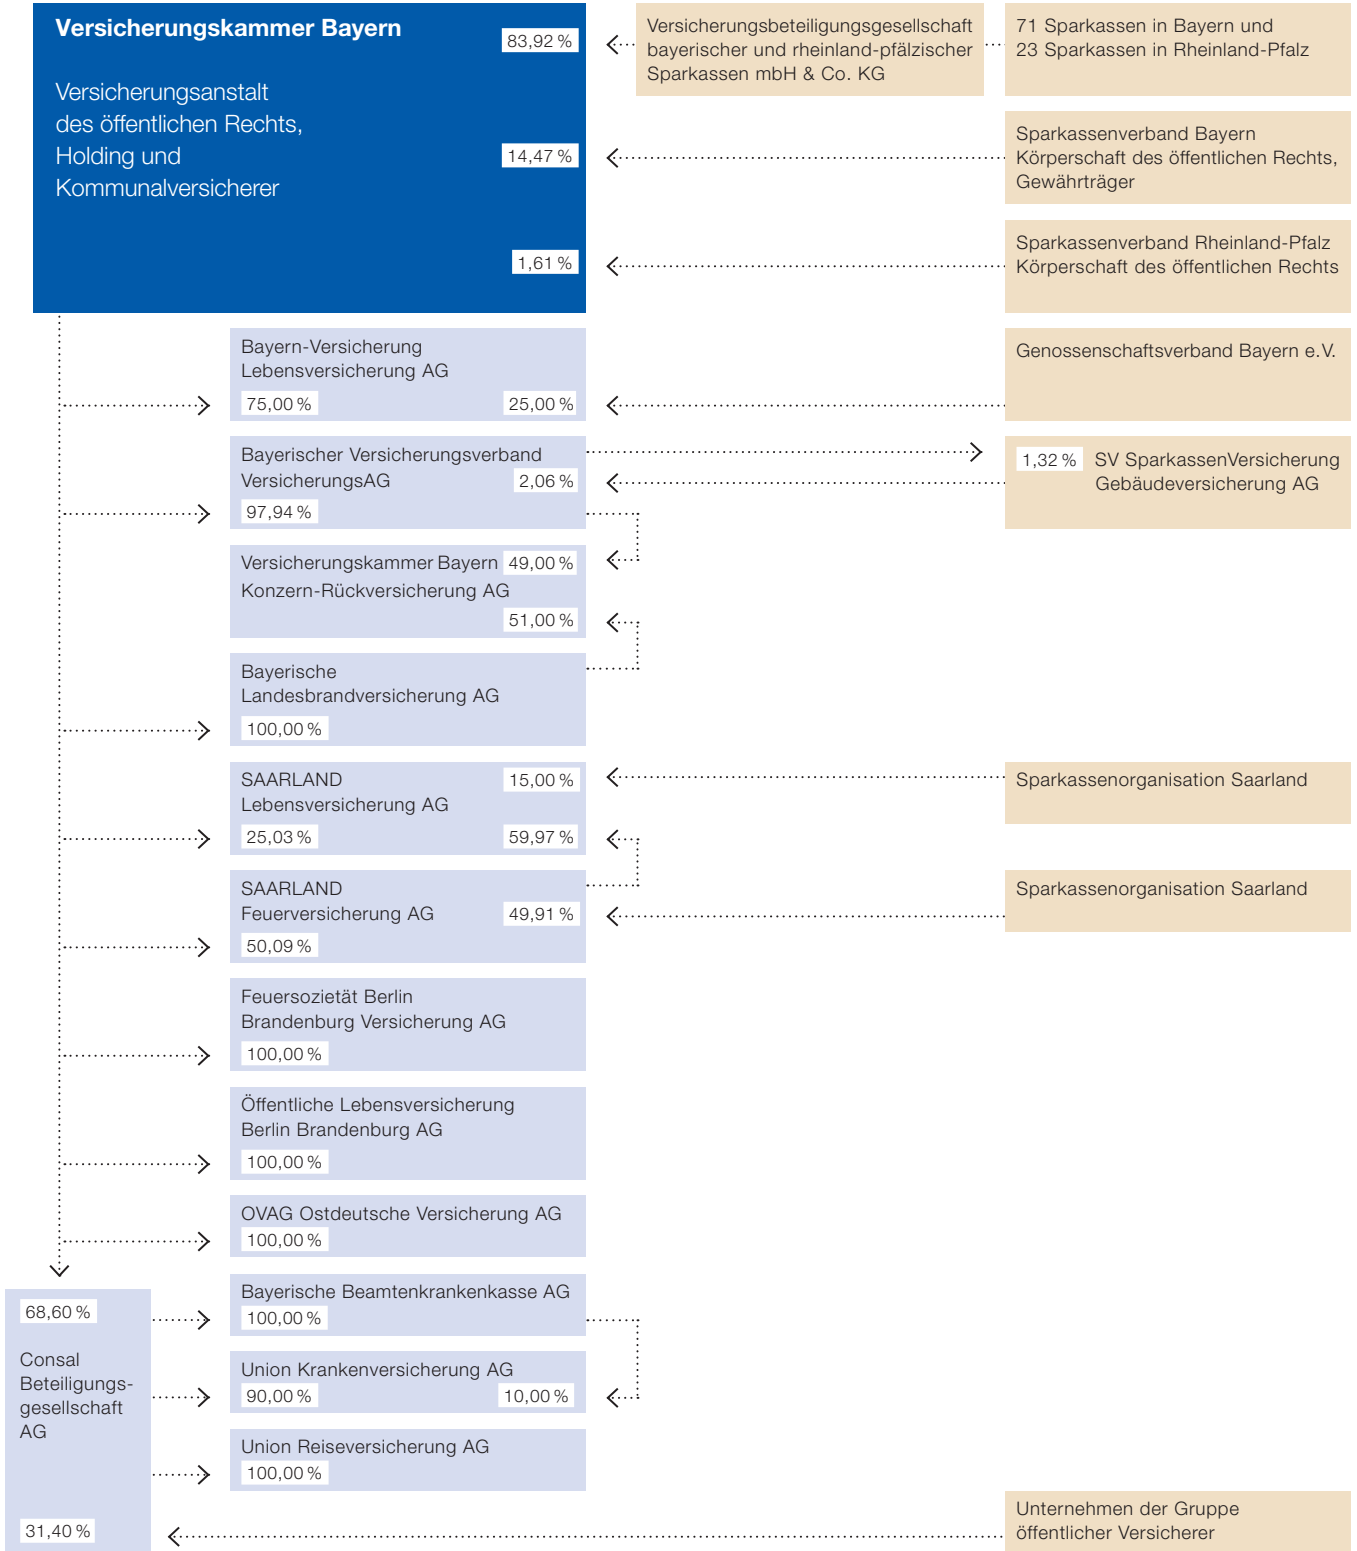 Versicherungskammer Bayern
83,92 %
Versicherungsanstalt
des öffentlichen Rechts,
Holding und
Kommunalversicherer
14,47 %
1,61 %
Versicherungsbeteiligungsgesellschaft
bayerischer und rheinland-pfälzischer
Sparkassen mbH & Co. KG
71 Sparkassen in Bayern und
23 Sparkassen in Rheinland-Pfalz
Sparkassenverband Bayern
Körperschaft des öffentlichen Rechts,
Gewährträger
Sparkassenverband Rheinland-Pfalz
Körperschaft des öffentlichen Rechts
Bayern-Versicherung
Lebensversicherung AG
75,00 %
25,00 %
Genossenschaftsverband Bayern e.V.
Bayerischer Versicherungsverband
VersicherungsAG
2,06 %
97,94 %
1,32 %
SV SparkassenVersicherung
Gebäudeversicherung AG
Versicherungskammer Bayern
49,00 %
Konzern-Rückversicherung AG
51,00 %
Bayerische
Landesbrandversicherung AG
100,00 %
SAARLAND
15,00 %
Lebensversicherung AG
25,03 %
59,97 %
Sparkassenorganisation Saarland
SAARLAND
Feuerversicherung AG
49,91 %
50,09 %
Sparkassenorganisation Saarland
Feuersozietät Berlin
Brandenburg Versicherung AG
100,00 %
Öffentliche Lebensversicherung
Berlin Brandenburg AG
100,00 %
OVAG Ostdeutsche Versicherung AG
100,00 %
68,60 %
Consal
Beteiligungs-
gesellschaft
AG
31,40 %
Bayerische Beamtenkrankenkasse AG
100,00 %
Union Krankenversicherung AG
90,00 %
10,00 %
Union Reiseversicherung AG
100,00 %
Unternehmen der Gruppe
öffentlicher Versicherer